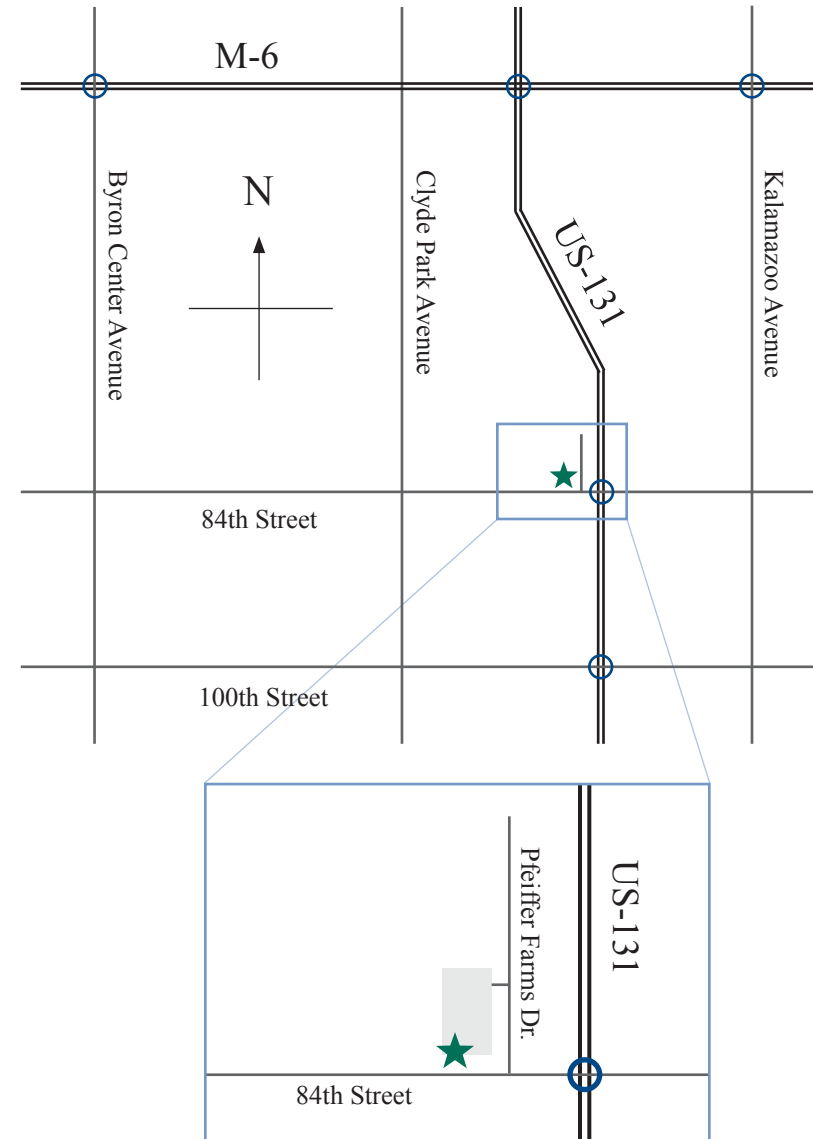 M-6
N
Byron Center Avenue
Clyde Park Avenue
US-131
Kalamazoo Avenue
84th Street
100th Street
Pfeiffer Farms Dr.
US-131
84th Street